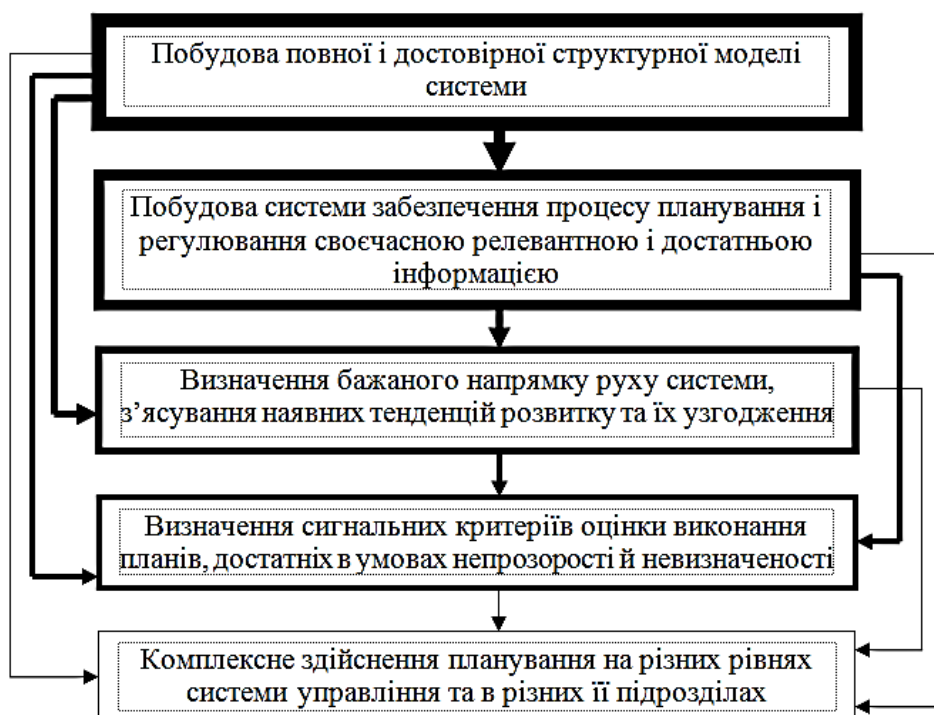 Побудова повної і достовірної структурної моделі
системи
Побудова системи забезпечення процесу планування і
регулювання своєчасною релевантною і достатньою
інформацією
Визначення бажаного напрямку руху системи,
з’ясування наявних тенденцій розвитку та їх узгодження
Визначення сигнальних критеріїв оцінки виконання
планів, достатніх в умовах непрозорості й невизначеності
Комплексне здійснення планування на різних рівнях
системи управління та в різних її підрозділах